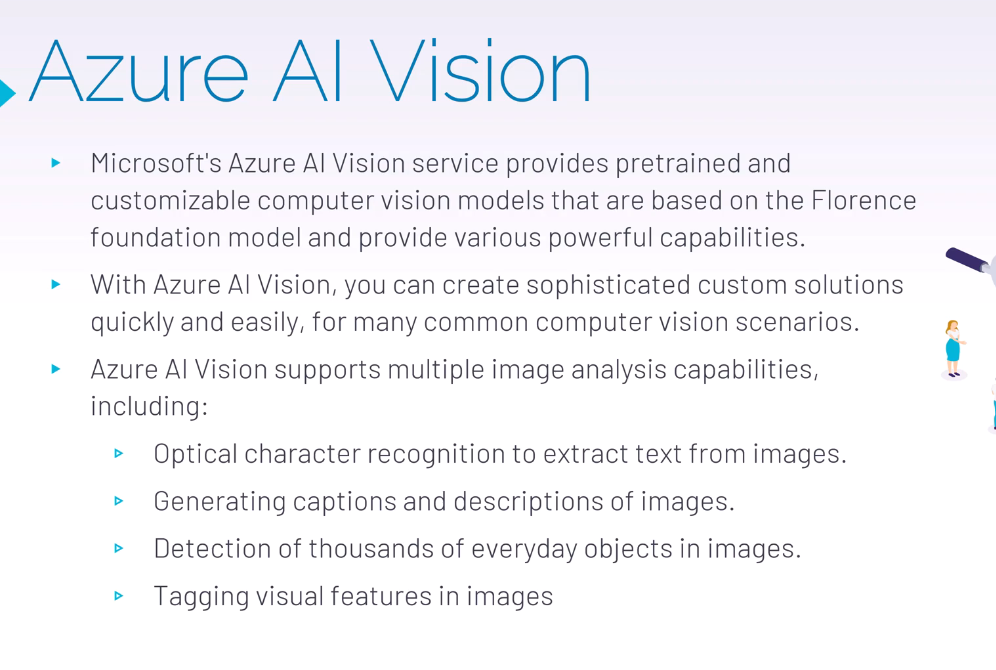 Azure AI Vision
Microsoft's Azure AI Vision service provides pretrained and
customizable computer vision models that are based on the Florence
foundation model and provide various powerful capabilities.
With Azure AI Vision, you can create sophisticated custom solutions
quickly and easily, for many common computer vision scenarios.
Azure AI Vision supports multiple image analysis capabilities,
including:
Optical character recognition to extract text from images.
Generating captions and descriptions of images.
Detection of thousands of everyday objects in images.
Tagging visual features in images